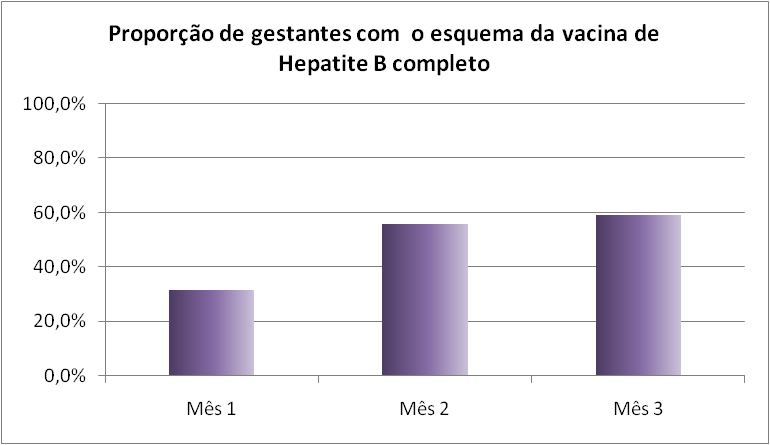 Proporção de gestantes com o esquema da vacina de
Hepatite B completo
100,0%
80,0%
60,0%
40,0%
20,0%
0,0%
Mês 1
Mês 2
Mês 3